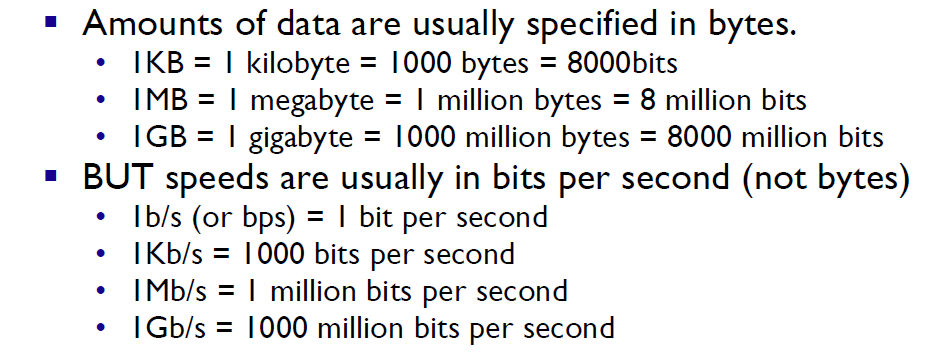 ▪ Amounts of data are usually specified in bytes.
• 1KB = 1 kilobyte = 1000 bytes = 8000bits
• 1MB = 1 megabyte = 1 million bytes = 8 million bits
• 1GB = 1 gigabyte = 1000 million bytes = 8000 million bits
▪ BUT speeds are usually in bits per second (not bytes)
• 1b/s (or bps) = 1 bit per second
• 1Kb/s = 1000 bits per second
• 1Mb/s = 1 million bits per second
• 1Gb/s = 1000 million bits per second